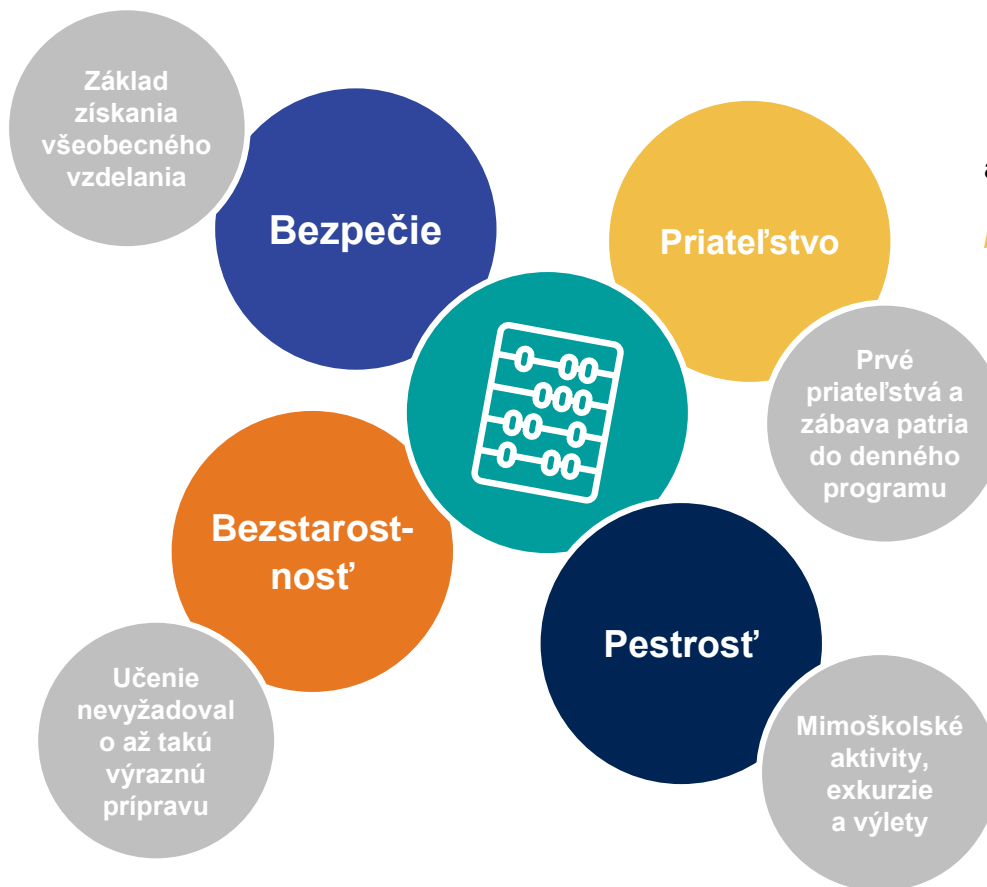 Základ
získania
všeobecného
vzdelania
Bezpečie
Priateľstvo
Prvé
priateľstvá a
zábava patria
do denného
programu
Bezstarost-
nosť
Pestrosť
Učenie
nevyžadoval
o až takú
výraznú
prípravu
Mimoškolské
aktivity,
exkurzie
a výlety